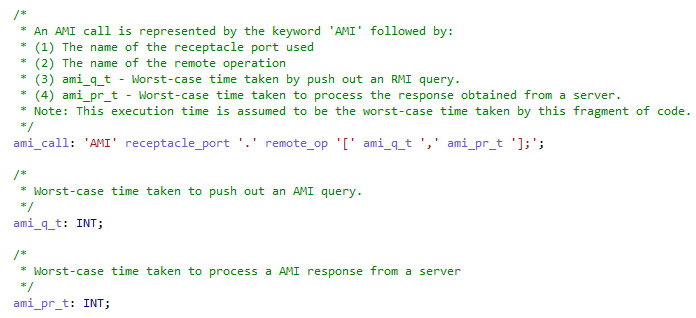 /*
* An AMI call is represented by the keyword 'AMI' followed by:
* (1) The name of the receptacle port used
* (2) The name of the remote operation
* (3) ami_q_t - Worst-case time taken by push out an RMI query.
* (4) ami_pr_t - Worst-case time taken to process the response obtained from a server.
* Note: This execution time is assumed to be the worst-case time taken by this fragment of code.
*/
ami_call: 'AMI' receptacle_port '.' remote_op '[' ami_q_t ',' ami_pr_t '];';
/*
* Worst-case time taken to push out an AMI query.
*/
ami_q_t: INT;
/*
* Worst-case time taken to process a AMI response from a server
*/
ami_pr_t: INT;